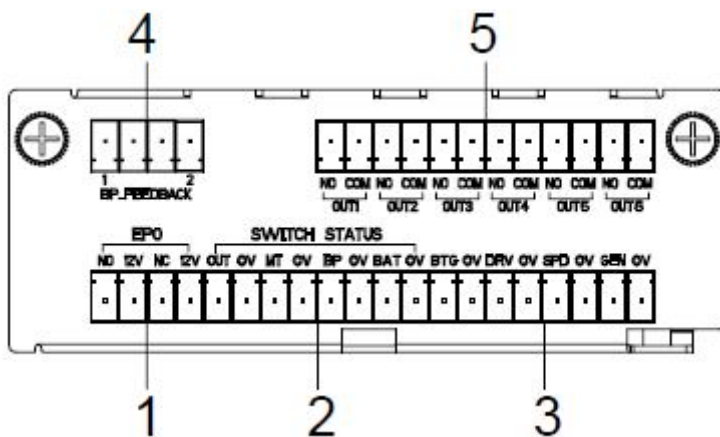 4 5
1 2
BP_FEEDBACK
NO COM NO COM NO COM NO COM NO COM NO COM
OUT1 OUT2 OUT3 OUT4 OUT5 OUT6
EPO SWITCH STATUS
NO 12V NC 12V OUT 0V MT 0V BP 0V BAT 0V BTG 0V DRV 0V SPD 0V GEN 0V
1 2 3